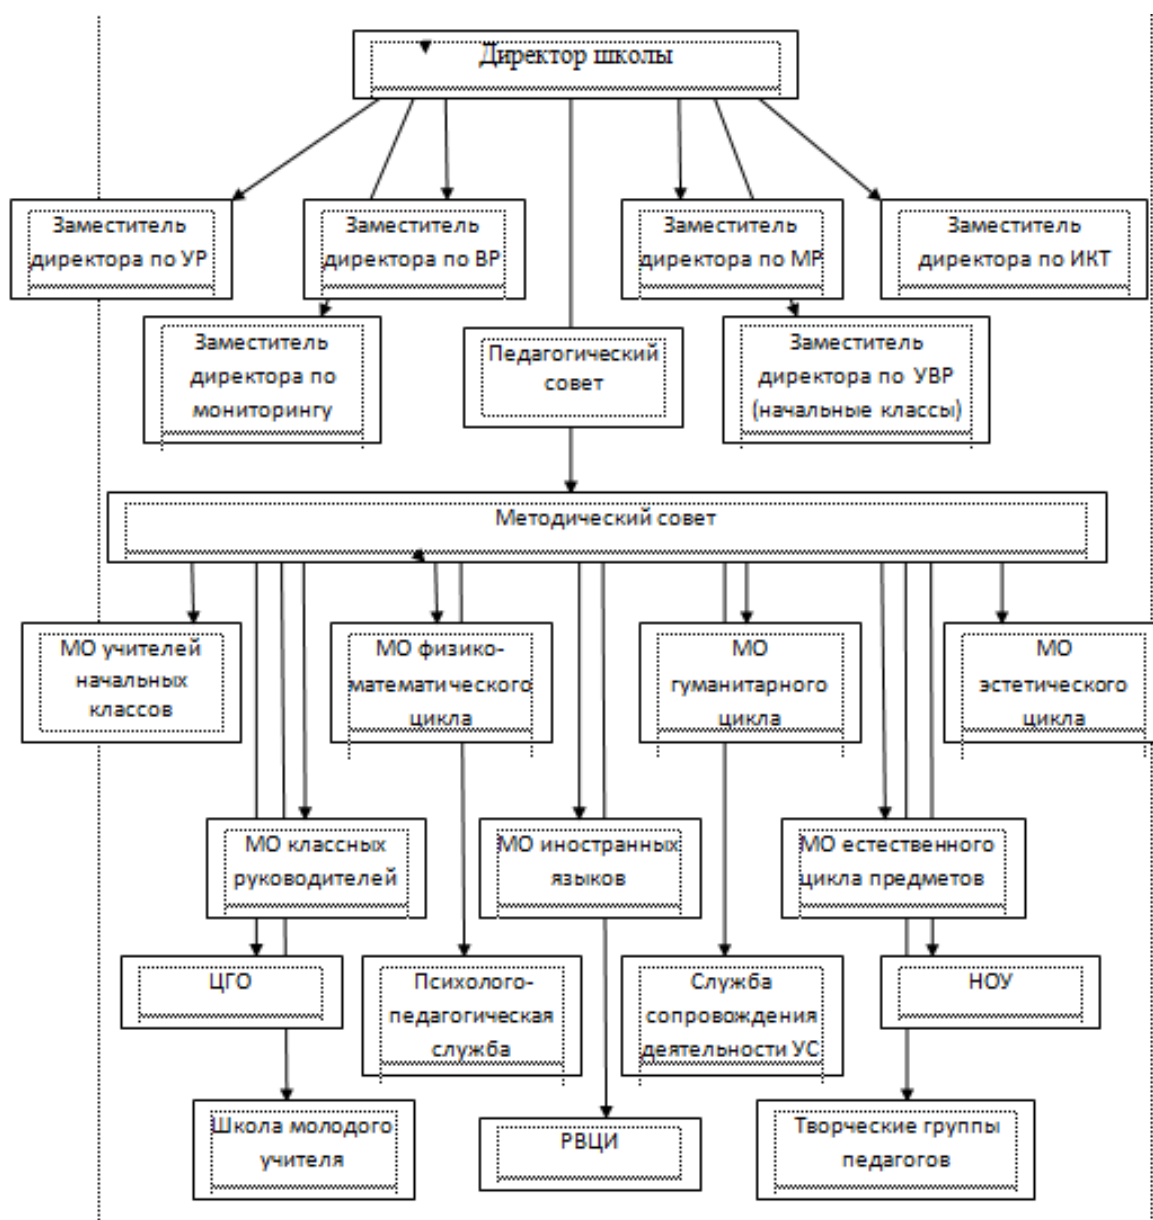 Директор школы
Заместитель
директора по УР
Заместитель
директора по ВР
Заместитель
директора по МР
Заместитель
директора по ИКТ
Заместитель
директора по
мониторингу
Педагогический
совет
Заместитель
директора по УВР
(начальные классы)
Методический совет
МО учителей
начальных
классов
МО физико-
математического
цикла
МО
гуманитарного
цикла
МО
эстетического
цикла
МО классных
руководителей
МО иностранных
языков
МО естественного
цикла предметов
ЦГО
Психолого-
педагогическая
служба
Служба
сопровождения
деятельности УС
НОУ
Школа молодого
учителя
РВЦИ
Творческие группы
педагогов